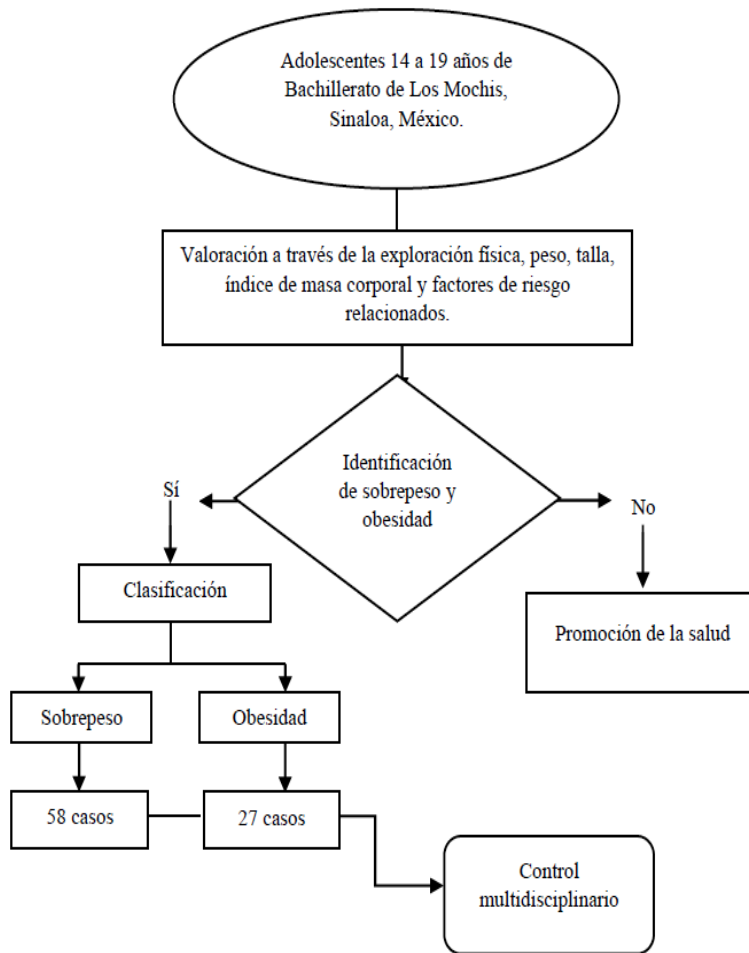 Adolescentes 14 a 19 años de
Bachillerato de Los Mochis,
Sinaloa, México.
Valoración a través de la exploración física, peso, talla,
índice de masa corporal y factores de riesgo
relacionados.
Identificación
de sobrepeso y
obesidad
Sí
No
Clasificación
Promoción de la salud
Sobrepeso
Obesidad
58 casos
27 casos
Control
multidisciplinario